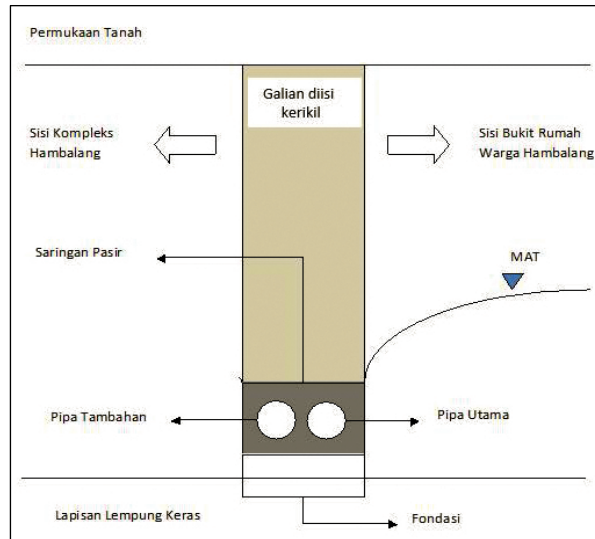 Permukaan Tanah
Galian diisi
kerikil
Sisi Kompleks
Hambalang
Sisi Bukit Rumah
Warga Hambalang
Saringan Pasir
MAT
Pipa Tambahan
Pipa Utama
Lapisan Lempung Keras
Fondasi